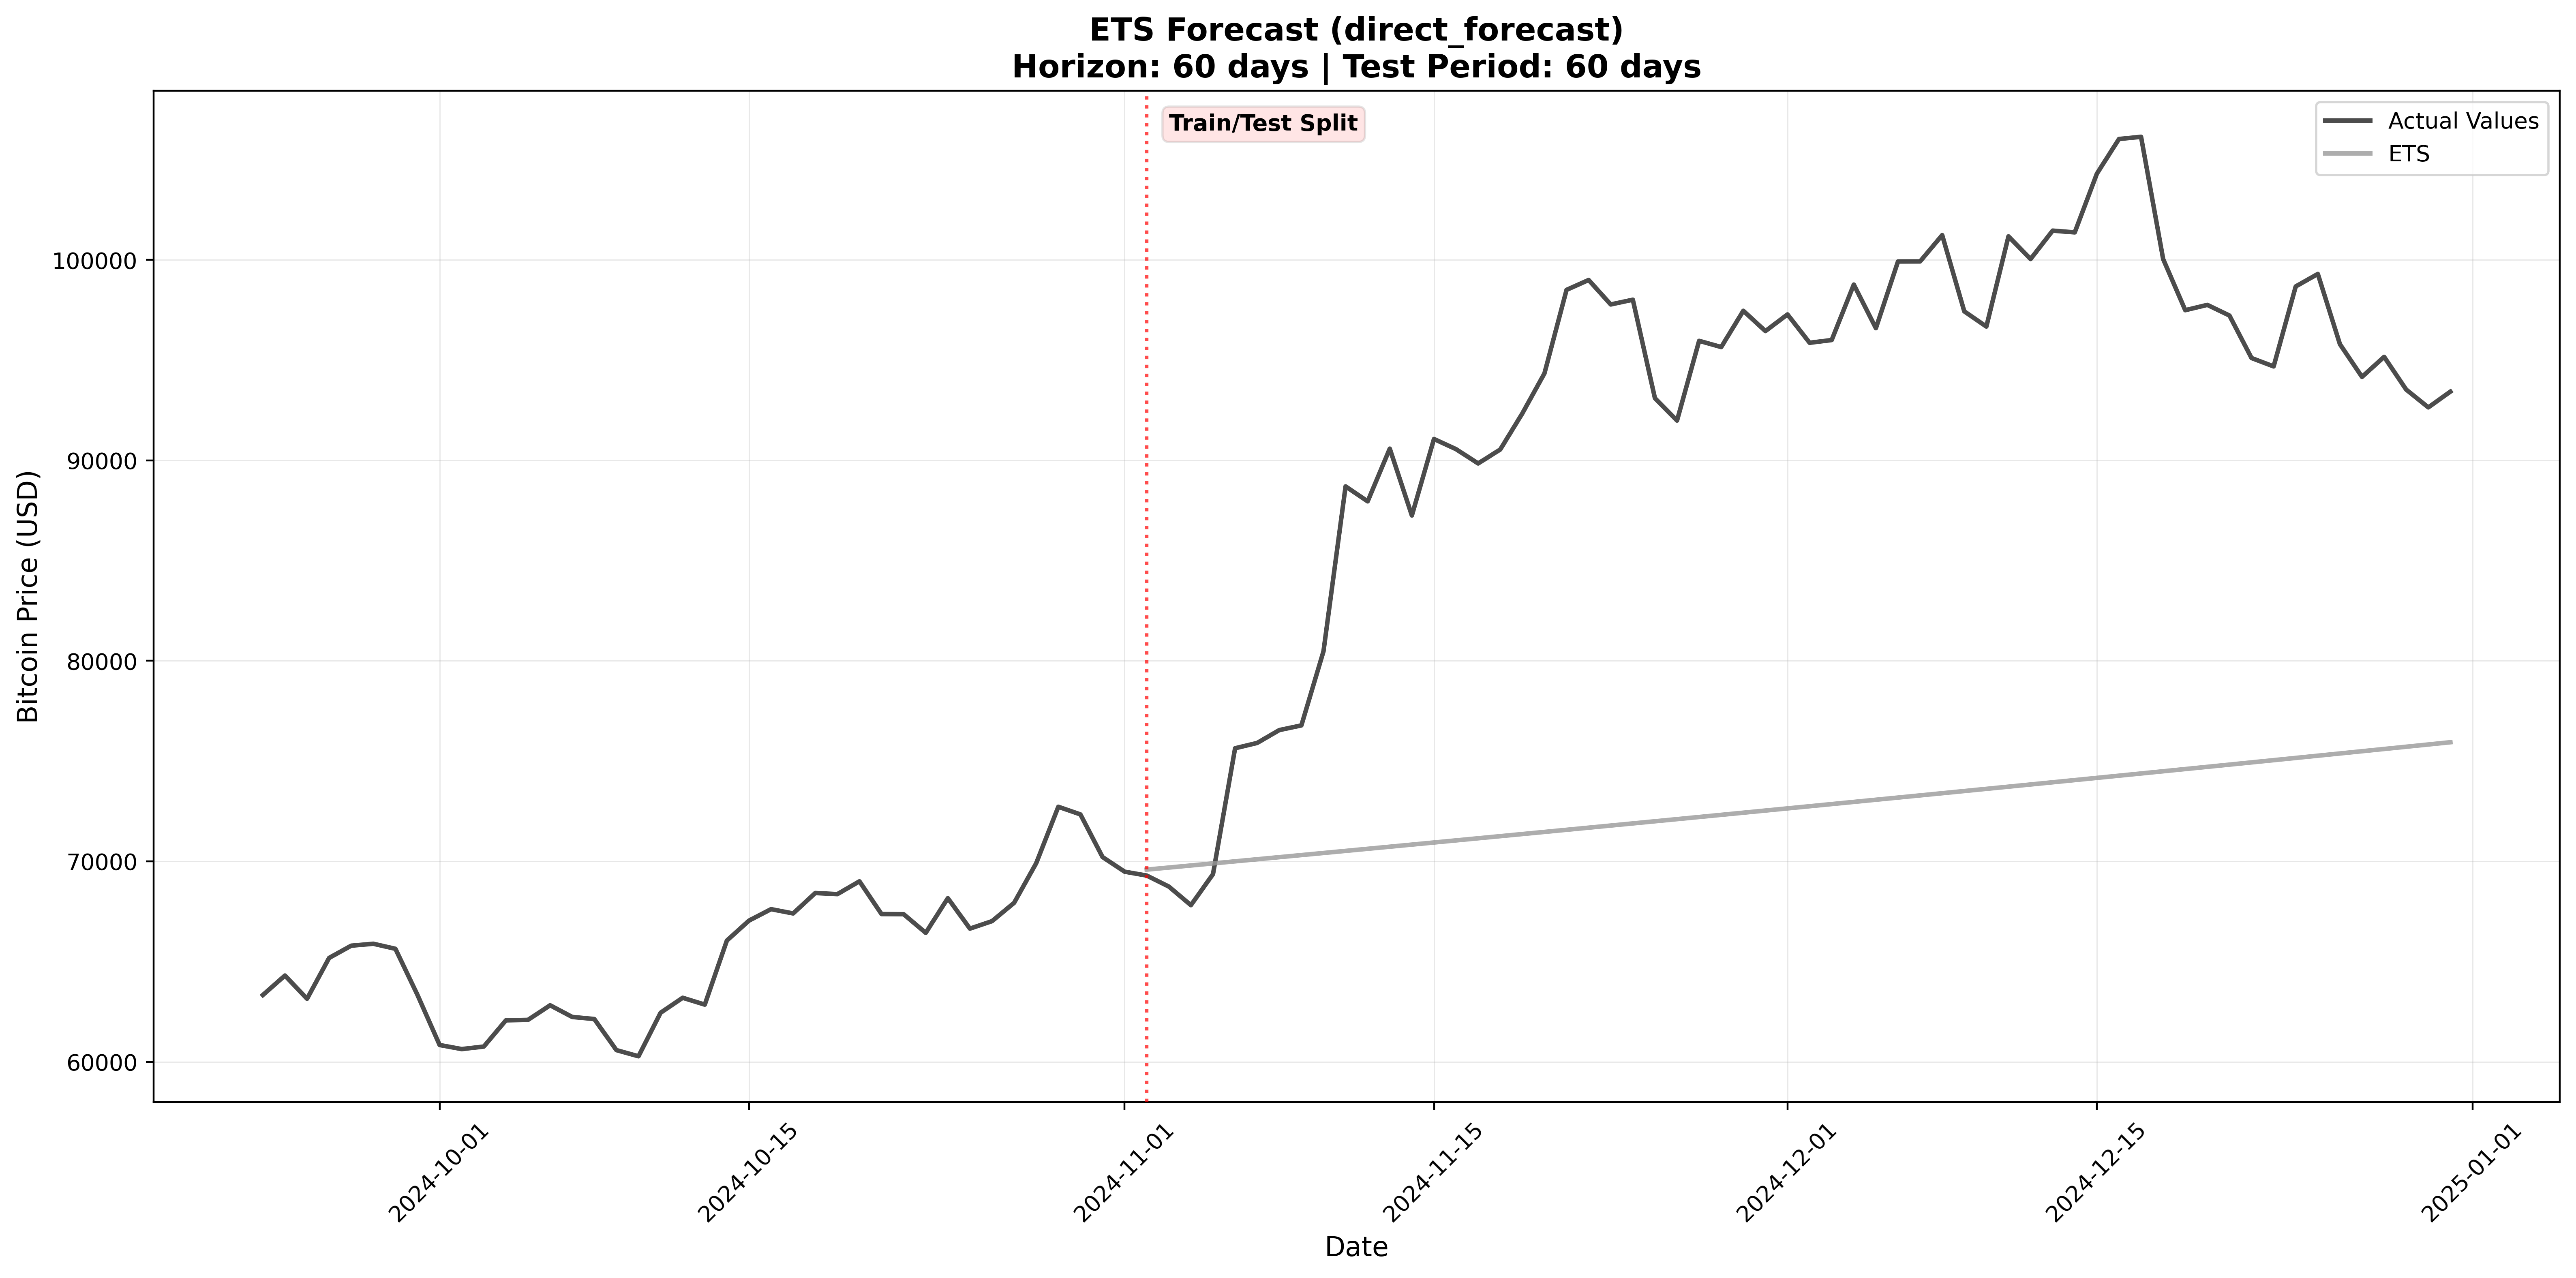 ETS Forecast (direct_forecast)
Horizon: 60 days | Test Period: 60 days
Train/Test Split
Actual Values
ETS
Bitcoin Price (USD)
100000
90000
80000
70000
60000
2024-10-01
2024-10-15
2024-11-01
2024-11-15
2024-12-01
2024-12-15
2025-01-01
Date